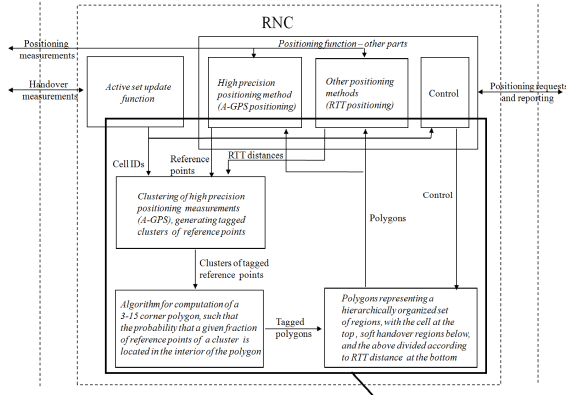 RNC
Positioning
measurements
Positioning function – other parts
Handover
measurements
Active set update
function
High precision
positioning method
(A-GPS positioning)
Other positioning
methods
(RTT positioning)
Control
Positioning requests
and reporting
Cell IDs
Reference
points
RTT distances
Clustering of high precision
positioning measurements
(A-GPS), generating tagged
clusters of reference points
Polygons
Control
Clusters of tagged
reference points
Algorithm for computation of a
3-15 corner polygon, such that
the probability that a given fraction
of reference points of a cluster is
located in the interior of the polygon
Tagged
polygons
Polygons representing a
hierarchically organized set
of regions, with the cell at the
top, soft handover regions below,
and the above divided according
to RTT distance at the bottom